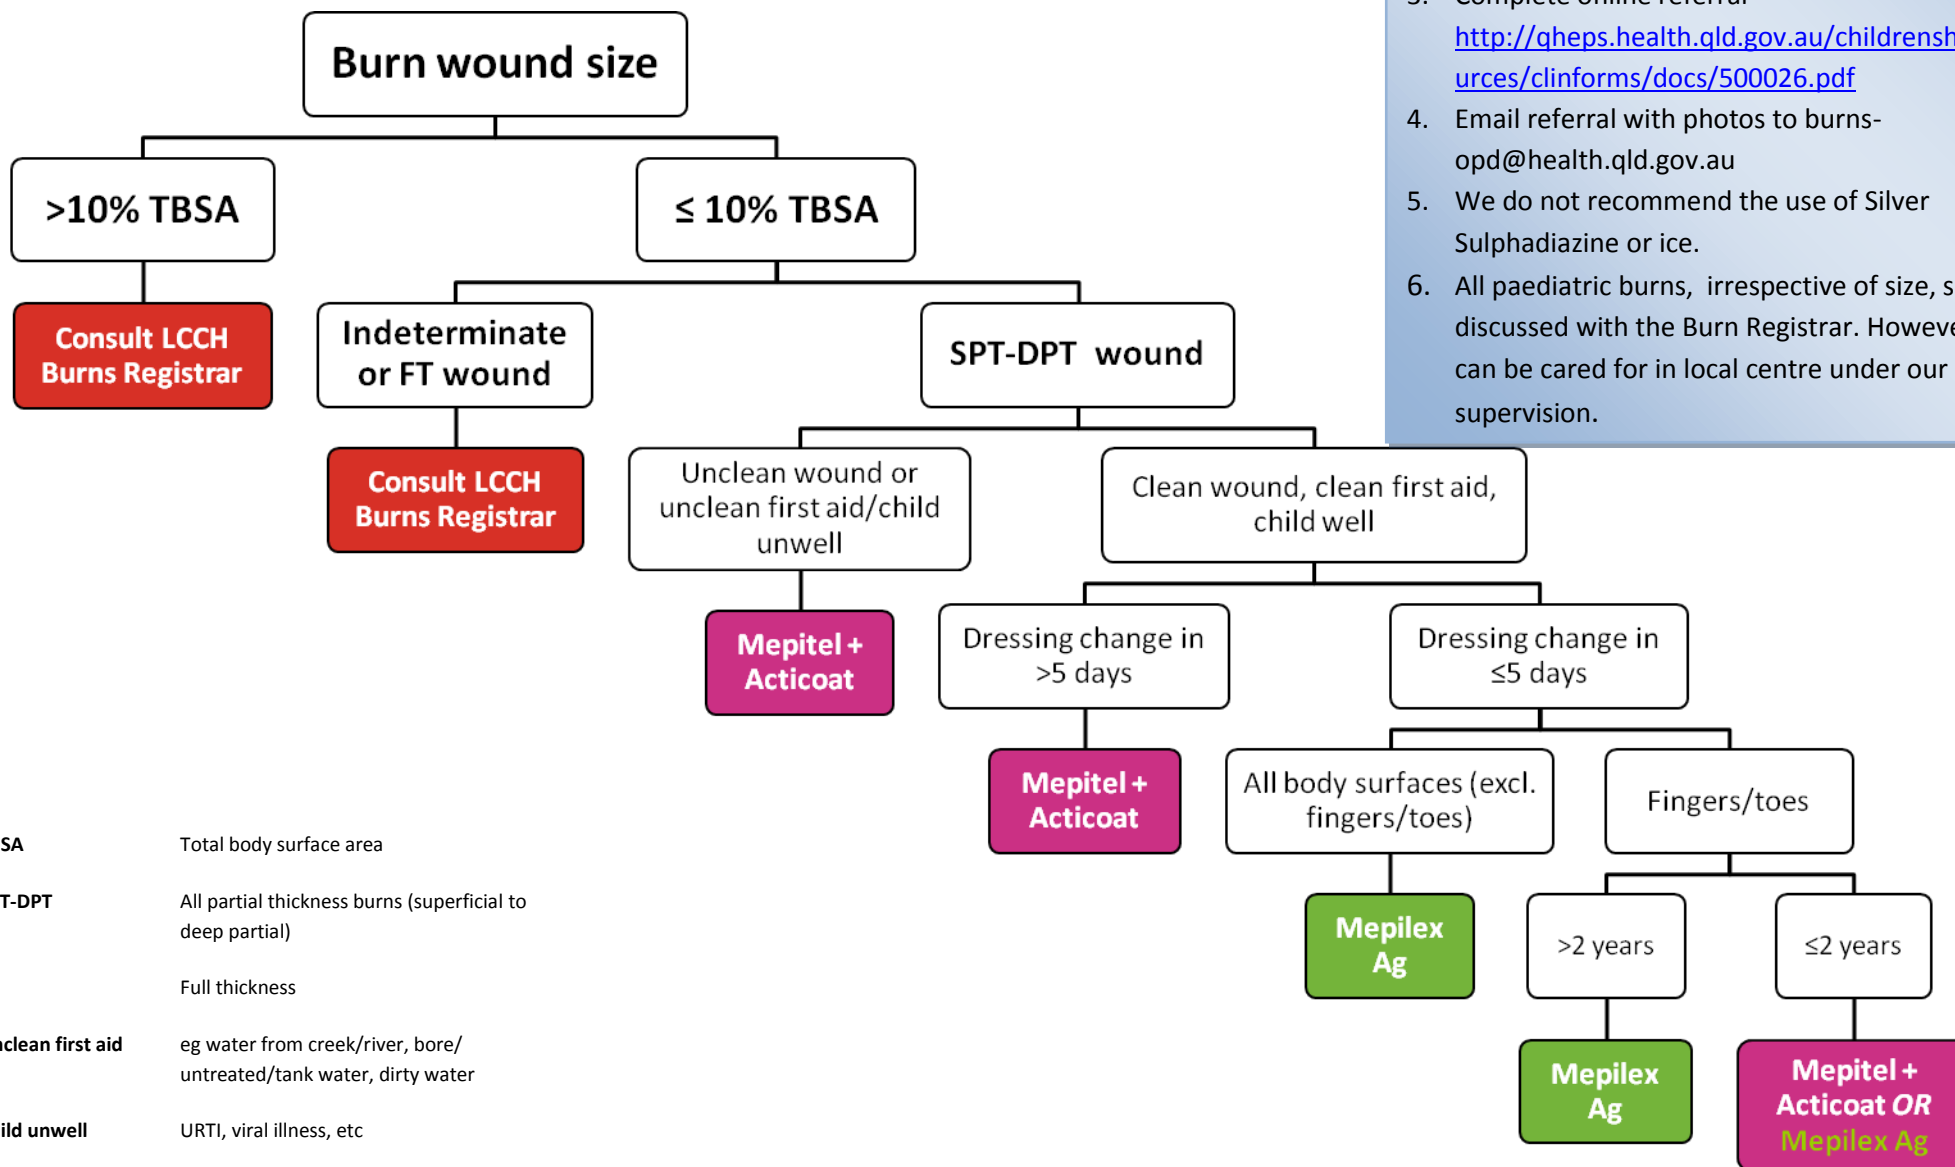 Burn wound size
>10% TBSA
≤ 10% TBSA
Consult LCCH
Burns Registrar
Indeterminate
or FT wound
SPT-DPT wound
Consult LCCH
Burns Registrar
Unclean wound or
unclean first aid/child
unwell
Clean wound, clean first aid,
child well
Mepitel +
Acticoat
Dressing change in
>5 days
Dressing change in
≤5 days
Mepitel +
Acticoat
All body surfaces (excl.
fingers/toes)
Fingers/toes
Mepilex
Ag
>2 years
≤2 years
Mepilex
Ag
Mepitel +
Acticoat OR
Mepilex Ag
3. Complete online referral
http://qheps.health.qld.gov.au/childrensh
urces/clinforms/docs/500026.pdf
4. Email referral with photos to burns-
opd@health.qld.gov.au
5. We do not recommend the use of Silver
Sulphadiazine or ice.
6. All paediatric burns, irrespective of size, s
discussed with the Burn Registrar. Howeve
can be cared for in local centre under our
supervision.
SA Total body surface area
T-DPT All partial thickness burns (superficial to
deep partial)
Full thickness
nclean first aid eg water from creek/river, bore/
untreated/tank water, dirty water
ild unwell URTI, viral illness, etc